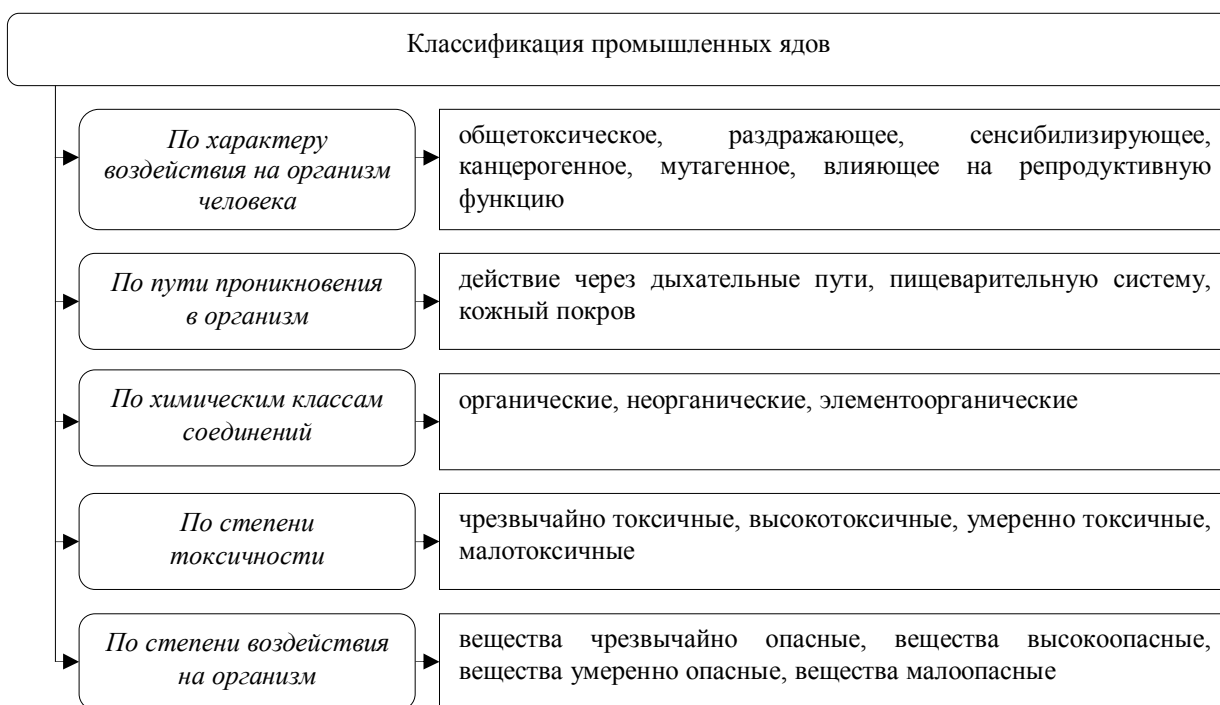 Классификация промышленных ядов
По характеру
воздействия на организм
человека
общетоксическое, раздражающее, сенсибилизирующее,
канцерогенное, мутагенное, влияющее на репродуктивную
функцию
По пути проникновения
в организм
действие через дыхательные пути, пищеварительную систему,
кожный покров
По химическим классам
соединений
органические, неорганические, элементоорганические
По степени
токсичности
чрезвычайно токсичные, высокотоксичные, умеренно токсичные,
малотоксичные
По степени воздействия
на организм
вещества чрезвычайно опасные, вещества высокоопасные,
вещества умеренно опасные, вещества малоопасные